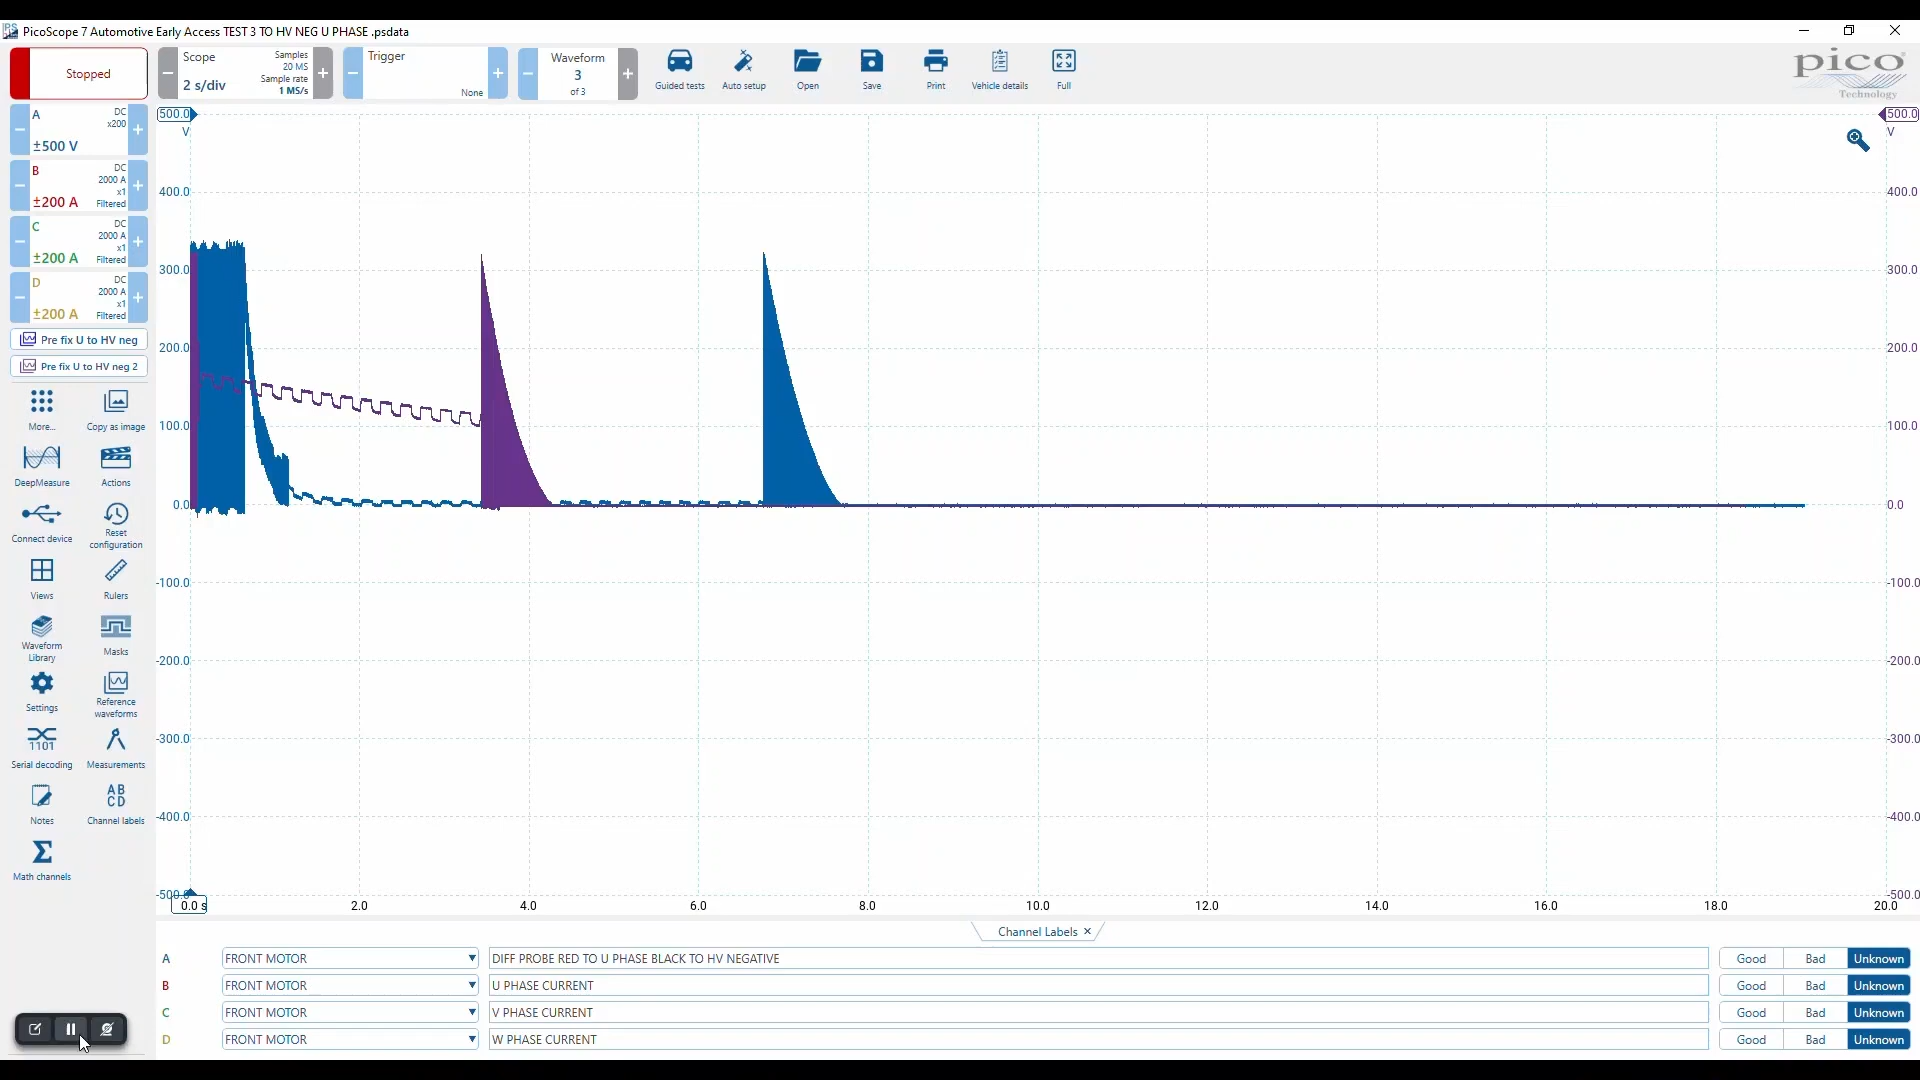 PicoScope 7 Automotive Early Access TEST 3 TO HV NEG U PHASE .psdata
Stopped
Scope
2 s/div
Samples
20 MS
Sample rate
1 MS/s
Trigger
None
Waveform
3
of 3
Guided tests
Auto setup
Open
Save
Print
Vehicle details
Full
pico
Technology
A
DC
x200
±500 V
B
DC
2000 A
x1
Filtered
±200 A
C
DC
2000 A
x1
Filtered
±200 A
D
DC
2000 A
x1
Filtered
±200 A
Pre fix U to HV neg
Pre fix U to HV neg 2
More...
Copy as image
DeepMeasure
Actions
Connect device
Reset
configuration
Views
Rulers
Waveform
Library
Masks
Settings
Reference
waveforms
1101
Serial decoding
Measurements
Notes
AB
CD
Channel labels
Math channels
500.0
V
400.0
300.0
200.0
100.0
0.0
-100.0
-200.0
-300.0
-400.0
-500.0
500.0
V
400.0
300.0
200.0
100.0
0.0
-100.0
-200.0
-300.0
-400.0
-500.0
0.0 s
2.0
4.0
6.0
8.0
10.0
12.0
14.0
16.0
18.0
20.0
Channel Labels ×
A FRONT MOTOR DIFF PROBE RED TO U PHASE BLACK TO HV NEGATIVE Good Bad Unknown
B FRONT MOTOR U PHASE CURRENT Good Bad Unknown
C FRONT MOTOR V PHASE CURRENT Good Bad Unknown
D FRONT MOTOR W PHASE CURRENT Good Bad Unknown